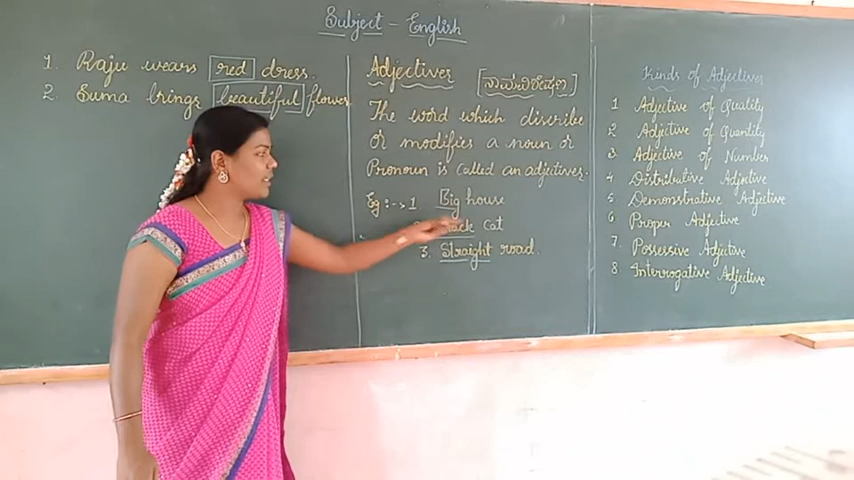 Subject - English
1. Raju wears red dress.
2. Suma brings beautiful flower
Adjectives [ನಾಮವಿಶೇಷಣ]
The word which discribe
Or modifies a noun or
Pronoun is called an adjectives.
Eg :-> 1. Big house
cat
3. Straight road.
Kinds of Adjectives
1 Adjective of Quality
2 Adjective of Quantity
3 Adjective of Number
4 Distributive Adjective
5 Demonstrative Adjective
6. Proper Adjective
7. Possessive Adjective
8 Interrogative Adjective